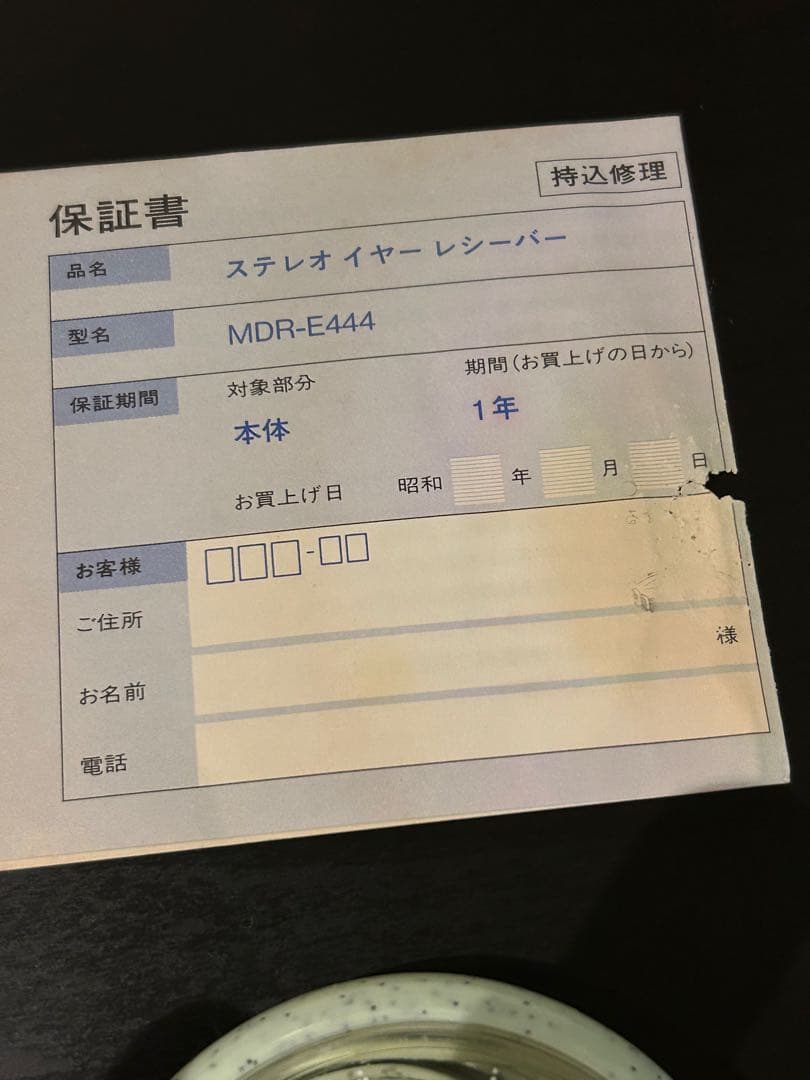 保証書
持込修理
品名 ステレオ イヤー レシーバー
型名 MDR-E444
保証期間 対象部分 期間(お買上げの日から)
本体 1年
お買上げ日 昭和 年 月 日
お客様 □□□-□□
ご住所
様
お名前
電話